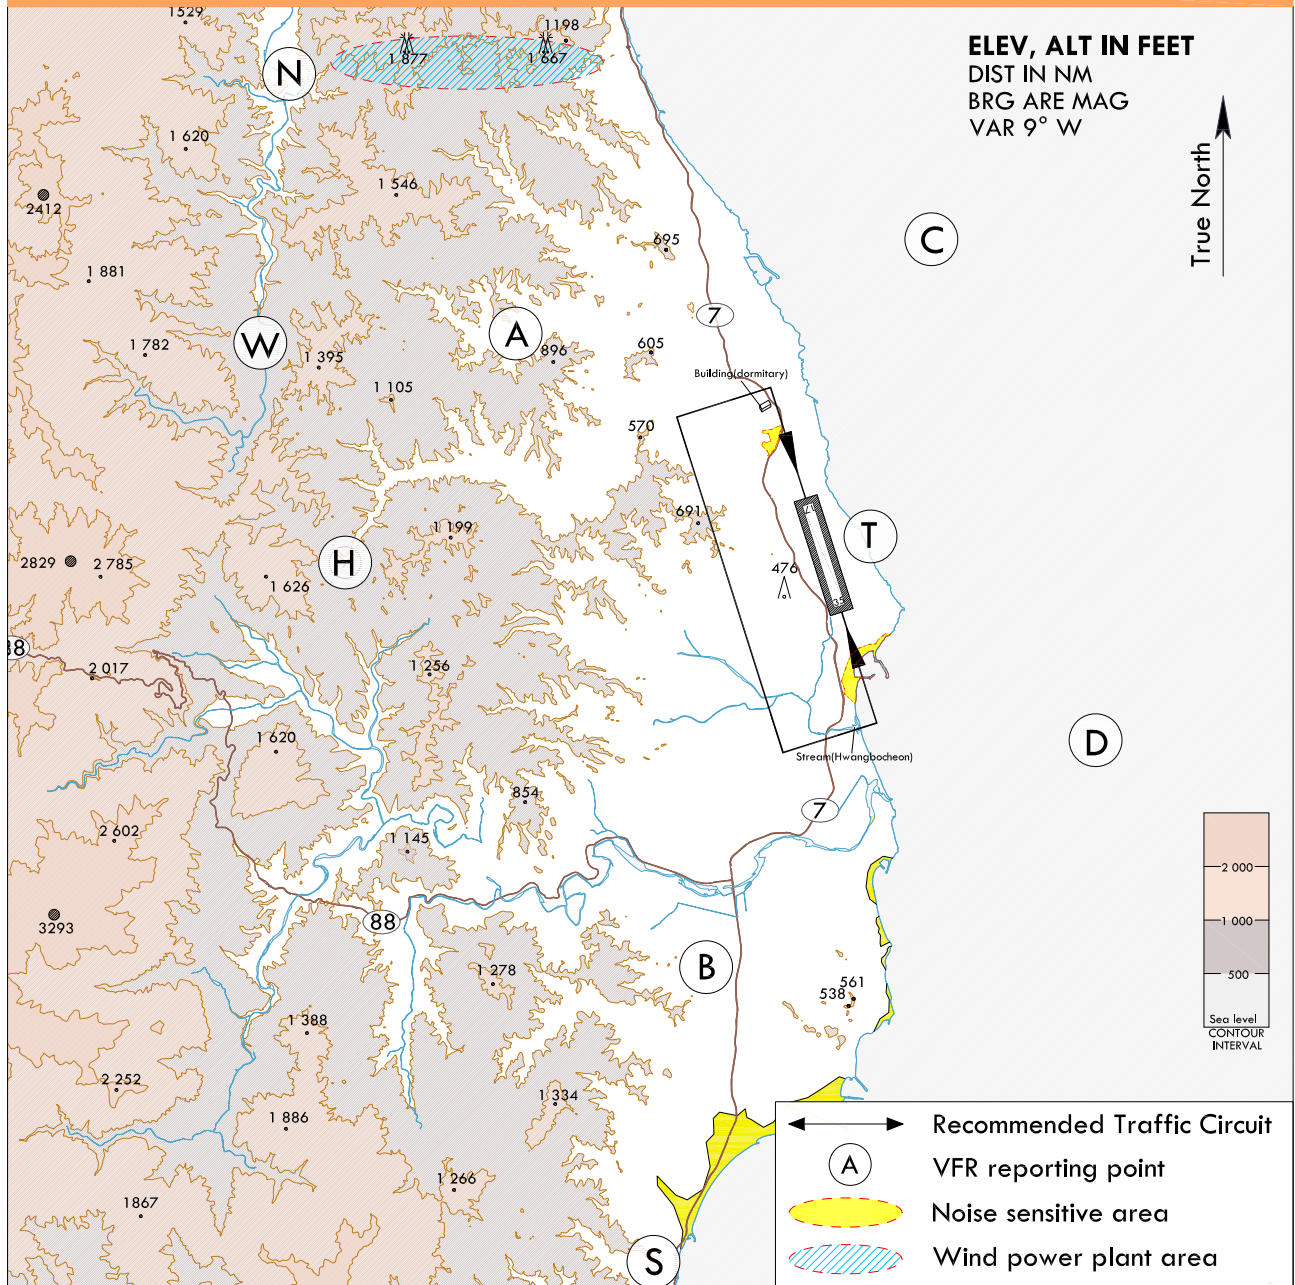 1529
1198
N
1 877
1 667
ELEV, ALT IN FEET
DIST IN NM
BRG ARE MAG
VAR 9° W
True North
1 620
1 546
2412
C
695
1 881
7
W
A
1 782
1 395
896
605
Building(dormitary)
1 105
570
691
17
T
1 199
2829
2 785
H
1 626
476
35
88
2 017
1 256
1 620
D
Stream(Hwangbocheon)
854
7
2 602
1 145
2 000
3293
88
1 000
B
1 278
500
561
538
Sea level
CONTOUR
INTERVAL
1 388
2 252
1 334
1 886
Recommended Traffic Circuit
A
VFR reporting point
1 266
1867
Noise sensitive area
S
Wind power plant area